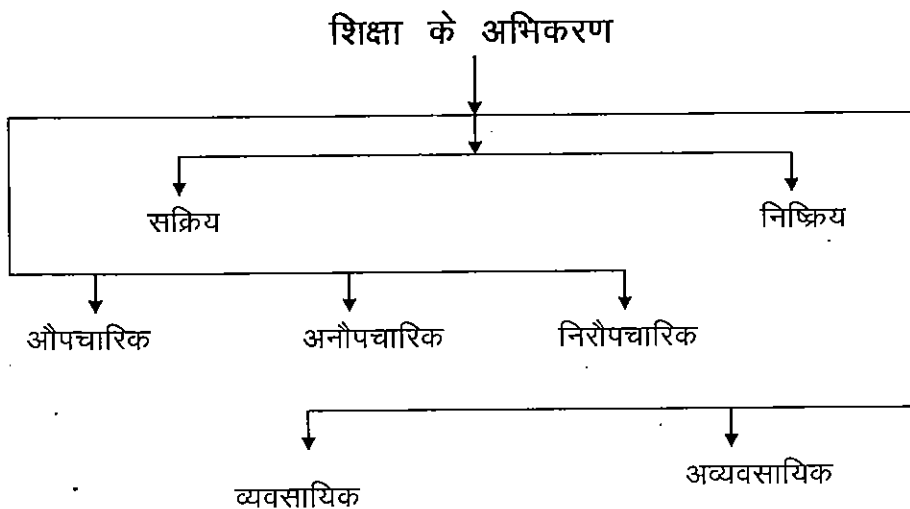 शिक्षा के अभिकरण
सक्रिय
निष्क्रिय
औपचारिक अनौपचारिक निरौपचारिक
व्यवसायिक
अव्यवसायिक